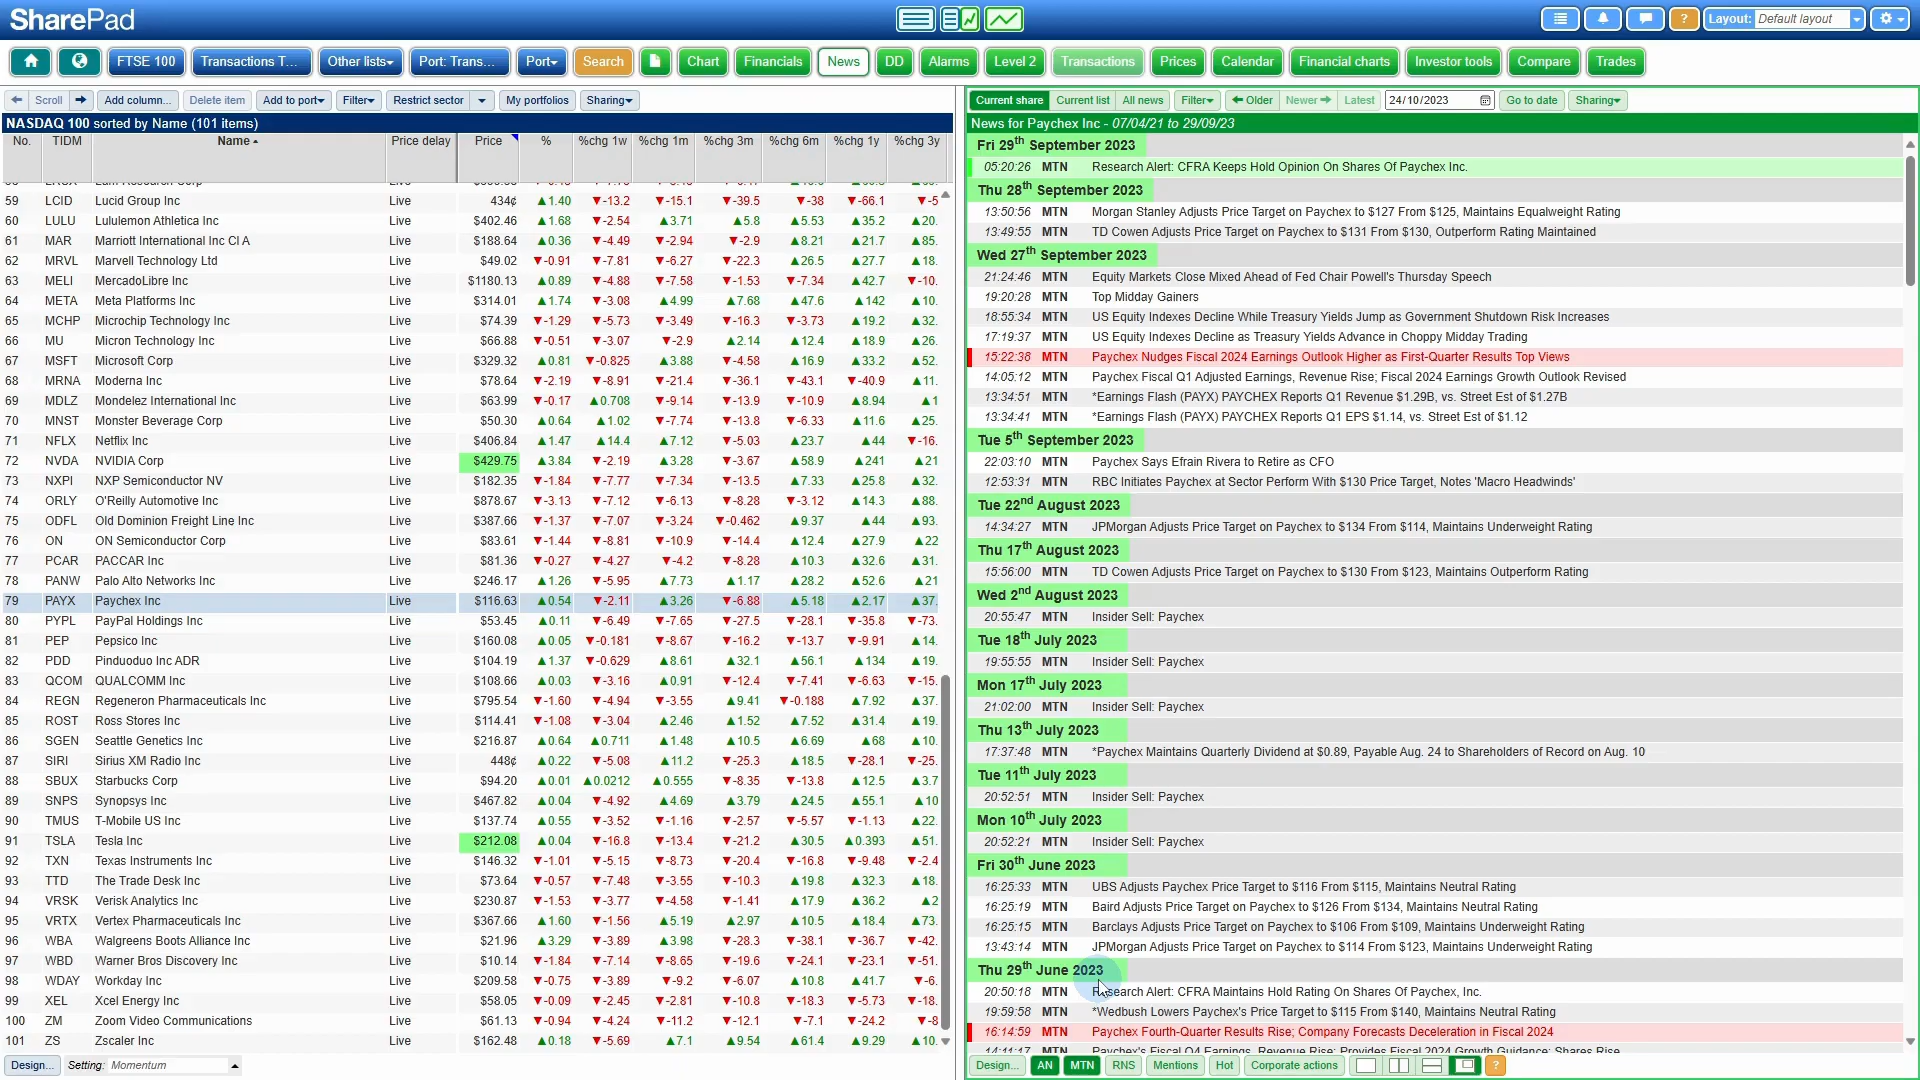 SharePad
? Layout: Default layout
FTSE 100 Transactions T... Other lists Port: Trans... Port Search Chart Financials News DD Alarms Level 2 Transactions Prices Calendar Financial charts Investor tools Compare Trades
Scroll Add column... Delete item Add to port Filter Restrict sector My portfolios Sharing
NASDAQ 100 sorted by Name (101 items)
No. TIDM Name Price delay Price % %chg 1w %chg 1m %chg 3m %chg 6m %chg 1y %chg 3y
59 LCID Lucid Group Inc Live 434¢ ▲1.40 ▼-13.2 ▼-15.1 ▼-39.5 ▼-38 ▼-66.1 ▼-5
60 LULU Lululemon Athletica Inc Live $402.46 ▲1.68 ▼-2.54 ▲3.71 ▲5.8 ▲5.53 ▲35.2 ▲20.
61 MAR Marriott International Inc Cl A Live $188.64 ▲0.36 ▼-4.49 ▼-2.94 ▼-2.9 ▲8.21 ▲21.7 ▲85.
62 MRVL Marvell Technology Ltd Live $49.02 ▼-0.91 ▼-7.81 ▼-6.27 ▼-22.3 ▲26.5 ▲27.7 ▲18.
63 MELI MercadoLibre Inc Live $1180.13 ▲0.89 ▼-4.88 ▼-7.58 ▼-1.53 ▼-7.34 ▲42.7 ▼-10.
64 META Meta Platforms Inc Live $314.01 ▲1.74 ▼-3.08 ▲4.99 ▲7.68 ▲47.6 ▲142 ▲10.
65 MCHP Microchip Technology Inc Live $74.39 ▼-1.29 ▼-5.73 ▼-3.49 ▼-16.3 ▼-3.73 ▲19.2 ▲32.
66 MU Micron Technology Inc Live $66.88 ▼-0.51 ▼-3.07 ▼-2.9 ▲2.14 ▲12.4 ▲18.9 ▲26.
67 MSFT Microsoft Corp Live $329.32 ▲0.81 ▼-0.825 ▲3.88 ▼-4.58 ▲16.9 ▲33.2 ▲52.
68 MRNA Moderna Inc Live $78.64 ▼-2.19 ▼-8.91 ▼-21.4 ▼-36.1 ▼-43.1 ▼-40.9 ▲11.
69 MDLZ Mondelez International Inc Live $63.99 ▼-0.17 ▲0.708 ▼-9.14 ▼-13.9 ▼-10.9 ▲8.94 ▲1
70 MNST Monster Beverage Corp Live $50.30 ▲0.64 ▲1.02 ▼-7.74 ▼-13.8 ▼-6.33 ▲11.6 ▲25.
71 NFLX Netflix Inc Live $406.84 ▲1.47 ▲14.4 ▲7.12 ▼-5.03 ▲23.7 ▲44 ▼-16.
72 NVDA NVIDIA Corp Live $429.75 ▲3.84 ▼-2.19 ▲3.28 ▼-3.67 ▲58.9 ▲241 ▲21
73 NXPI NXP Semiconductor NV Live $182.35 ▼-1.84 ▼-7.77 ▼-7.34 ▼-13.5 ▲7.33 ▲25.8 ▲32.
74 ORLY O'Reilly Automotive Inc Live $878.67 ▼-3.13 ▼-7.12 ▼-6.13 ▼-8.28 ▼-3.12 ▲14.3 ▲88.
75 ODFL Old Dominion Freight Line Inc Live $387.66 ▼-1.37 ▼-7.07 ▼-3.24 ▼-0.462 ▲9.37 ▲44 ▲93.
76 ON ON Semiconductor Corp Live $83.61 ▼-1.44 ▼-8.81 ▼-10.9 ▼-14.4 ▲12.4 ▲27.9 ▲22
77 PCAR PACCAR Inc Live $81.36 ▼-0.27 ▼-4.27 ▼-4.2 ▼-8.28 ▲10.3 ▲32.6 ▲31.
78 PANW Palo Alto Networks Inc Live $246.17 ▲1.26 ▼-5.95 ▲7.73 ▲1.17 ▲28.2 ▲52.6 ▲21
79 PAYX Paychex Inc Live $116.63 ▲0.54 ▼-2.11 ▲3.26 ▼-6.88 ▲5.18 ▲2.17 ▲37.
80 PYPL PayPal Holdings Inc Live $53.45 ▲0.11 ▼-6.49 ▼-7.65 ▼-27.5 ▼-28.1 ▼-35.8 ▼-73.
81 PEP Pepsico Inc Live $160.08 ▲0.05 ▼-0.181 ▼-8.67 ▼-16.2 ▼-13.7 ▼-9.91 ▲14.
82 PDD Pinduoduo Inc ADR Live $104.19 ▲1.37 ▼-0.629 ▲8.61 ▲32.1 ▲56.1 ▲134 ▲19.
83 QCOM QUALCOMM Inc Live $108.66 ▲0.03 ▼-3.16 ▲0.91 ▼-12.4 ▼-7.41 ▼-6.63 ▼-15.
84 REGN Regeneron Pharmaceuticals Inc Live $795.54 ▼-1.60 ▼-4.94 ▼-3.55 ▲9.41 ▼-0.188 ▲7.92 ▲37.
85 ROST Ross Stores Inc Live $114.41 ▼-1.08 ▼-3.04 ▲2.46 ▲1.52 ▲7.52 ▲31.4 ▲19.
86 SGEN Seattle Genetics Inc Live $216.87 ▲0.64 ▲0.711 ▲1.48 ▲10.5 ▲6.69 ▲68 ▲10.
87 SIRI Sirius XM Radio Inc Live 448¢ ▲0.22 ▼-5.08 ▲11.2 ▼-25.3 ▲18.5 ▼-28.1 ▼-25.
88 SBUX Starbucks Corp Live $94.20 ▲0.01 ▲0.0212 ▲0.555 ▼-8.35 ▼-13.8 ▲12.5 ▲3.7
89 SNPS Synopsys Inc Live $467.82 ▲0.04 ▼-4.92 ▲4.69 ▲3.79 ▲24.5 ▲55.1 ▲10
90 TMUS T-Mobile US Inc Live $137.74 ▲0.55 ▼-3.52 ▼-1.16 ▼-2.57 ▼-5.57 ▼-1.13 ▲22.
91 TSLA Tesla Inc Live $212.08 ▲0.04 ▼-16.8 ▼-13.4 ▼-21.2 ▲30.5 ▲0.393 ▲51.
92 TXN Texas Instruments Inc Live $146.32 ▼-1.01 ▼-5.15 ▼-8.73 ▼-20.4 ▼-16.8 ▼-9.48 ▼-2.4
93 TTD The Trade Desk Inc Live $73.64 ▼-0.57 ▼-7.48 ▼-3.55 ▼-10.3 ▲19.8 ▲32.3 ▲18.
94 VRSK Verisk Analytics Inc Live $230.87 ▼-1.53 ▼-3.77 ▼-4.58 ▼-1.41 ▲17.9 ▲36.2 ▲2
95 VRTX Vertex Pharmaceuticals Inc Live $367.66 ▲1.60 ▼-1.56 ▲5.19 ▲2.97 ▲10.5 ▲18.4 ▲73.
96 WBA Walgreens Boots Alliance Inc Live $21.96 ▲3.29 ▼-3.89 ▲3.98 ▼-28.3 ▼-38.1 ▼-36.7 ▼-42.
97 WBD Warner Bros Discovery Inc Live $10.14 ▼-1.84 ▼-7.14 ▼-8.65 ▼-19.6 ▼-24.1 ▼-23.1 ▼-51.
98 WDAY Workday Inc Live $209.58 ▼-0.75 ▼-3.89 ▼-9.2 ▼-6.07 ▲10.8 ▲41.7 ▼-6.
99 XEL Xcel Energy Inc Live $58.05 ▼-0.09 ▼-2.45 ▼-2.81 ▼-10.8 ▼-18.3 ▼-5.73 ▼-18.
100 ZM Zoom Video Communications Live $61.13 ▼-0.94 ▼-4.24 ▼-11.2 ▼-12.1 ▼-7.1 ▼-24.2 ▼-8
101 ZS Zscaler Inc Live $162.48 ▲0.18 ▼-5.69 ▲7.1 ▲9.54 ▲61.4 ▲9.29 ▲10.
Design... Setting: Momentum
Current share Current list All news Filter Older Newer Latest 24/10/2023 Go to date Sharing
News for Paychex Inc - 07/04/21 to 29/09/23
Fri 29th September 2023
05:20:26 MTN Research Alert: CFRA Keeps Hold Opinion On Shares Of Paychex Inc.
Thu 28th September 2023
13:50:56 MTN Morgan Stanley Adjusts Price Target on Paychex to $127 From $125, Maintains Equalweight Rating
13:49:55 MTN TD Cowen Adjusts Price Target on Paychex to $131 From $130, Outperform Rating Maintained
Wed 27th September 2023
21:24:46 MTN Equity Markets Close Mixed Ahead of Fed Chair Powell's Thursday Speech
19:20:28 MTN Top Midday Gainers
18:55:34 MTN US Equity Indexes Decline While Treasury Yields Jump as Government Shutdown Risk Increases
17:19:37 MTN US Equity Indexes Decline as Treasury Yields Advance in Choppy Midday Trading
15:22:38 MTN Paychex Nudges Fiscal 2024 Earnings Outlook Higher as First-Quarter Results Top Views
14:05:12 MTN Paychex Fiscal Q1 Adjusted Earnings, Revenue Rise; Fiscal 2024 Earnings Growth Outlook Revised
13:34:51 MTN *Earnings Flash (PAYX) PAYCHEX Reports Q1 Revenue $1.29B, vs. Street Est of $1.27B
13:34:41 MTN *Earnings Flash (PAYX) PAYCHEX Reports Q1 EPS $1.14, vs. Street Est of $1.12
Tue 5th September 2023
22:03:10 MTN Paychex Says Efrain Rivera to Retire as CFO
12:53:31 MTN RBC Initiates Paychex at Sector Perform With $130 Price Target, Notes 'Macro Headwinds'
Tue 22nd August 2023
14:34:27 MTN JPMorgan Adjusts Price Target on Paychex to $134 From $114, Maintains Underweight Rating
Thu 17th August 2023
15:56:00 MTN TD Cowen Adjusts Price Target on Paychex to $130 From $123, Maintains Outperform Rating
Wed 2nd August 2023
20:55:47 MTN Insider Sell: Paychex
Tue 18th July 2023
19:55:55 MTN Insider Sell: Paychex
Mon 17th July 2023
21:02:00 MTN Insider Sell: Paychex
Thu 13th July 2023
17:37:48 MTN *Paychex Maintains Quarterly Dividend at $0.89, Payable Aug. 24 to Shareholders of Record on Aug. 10
Tue 11th July 2023
20:52:51 MTN Insider Sell: Paychex
Mon 10th July 2023
20:52:21 MTN Insider Sell: Paychex
Fri 30th June 2023
16:25:33 MTN UBS Adjusts Paychex Price Target to $116 From $115, Maintains Neutral Rating
16:25:19 MTN Baird Adjusts Price Target on Paychex to $126 From $134, Maintains Neutral Rating
16:25:15 MTN Barclays Adjusts Price Target on Paychex to $106 From $109, Maintains Underweight Rating
13:43:14 MTN JPMorgan Adjusts Price Target on Paychex to $114 From $123, Maintains Underweight Rating
Thu 29th June 2023
20:50:18 MTN Research Alert: CFRA Maintains Hold Rating On Shares Of Paychex, Inc.
19:59:58 MTN *Wedbush Lowers Paychex's Price Target to $115 From $140, Maintains Neutral Rating
16:14:59 MTN Paychex Fourth-Quarter Results Rise; Company Forecasts Deceleration in Fiscal 2024
14:11:17 MTN Paychex's Fiscal Q4 Earnings, Revenue Rise; Provides Fiscal 2024 Growth Guidance; Shares Rise
Design... AN MTN RNS Mentions Hot Corporate actions ?